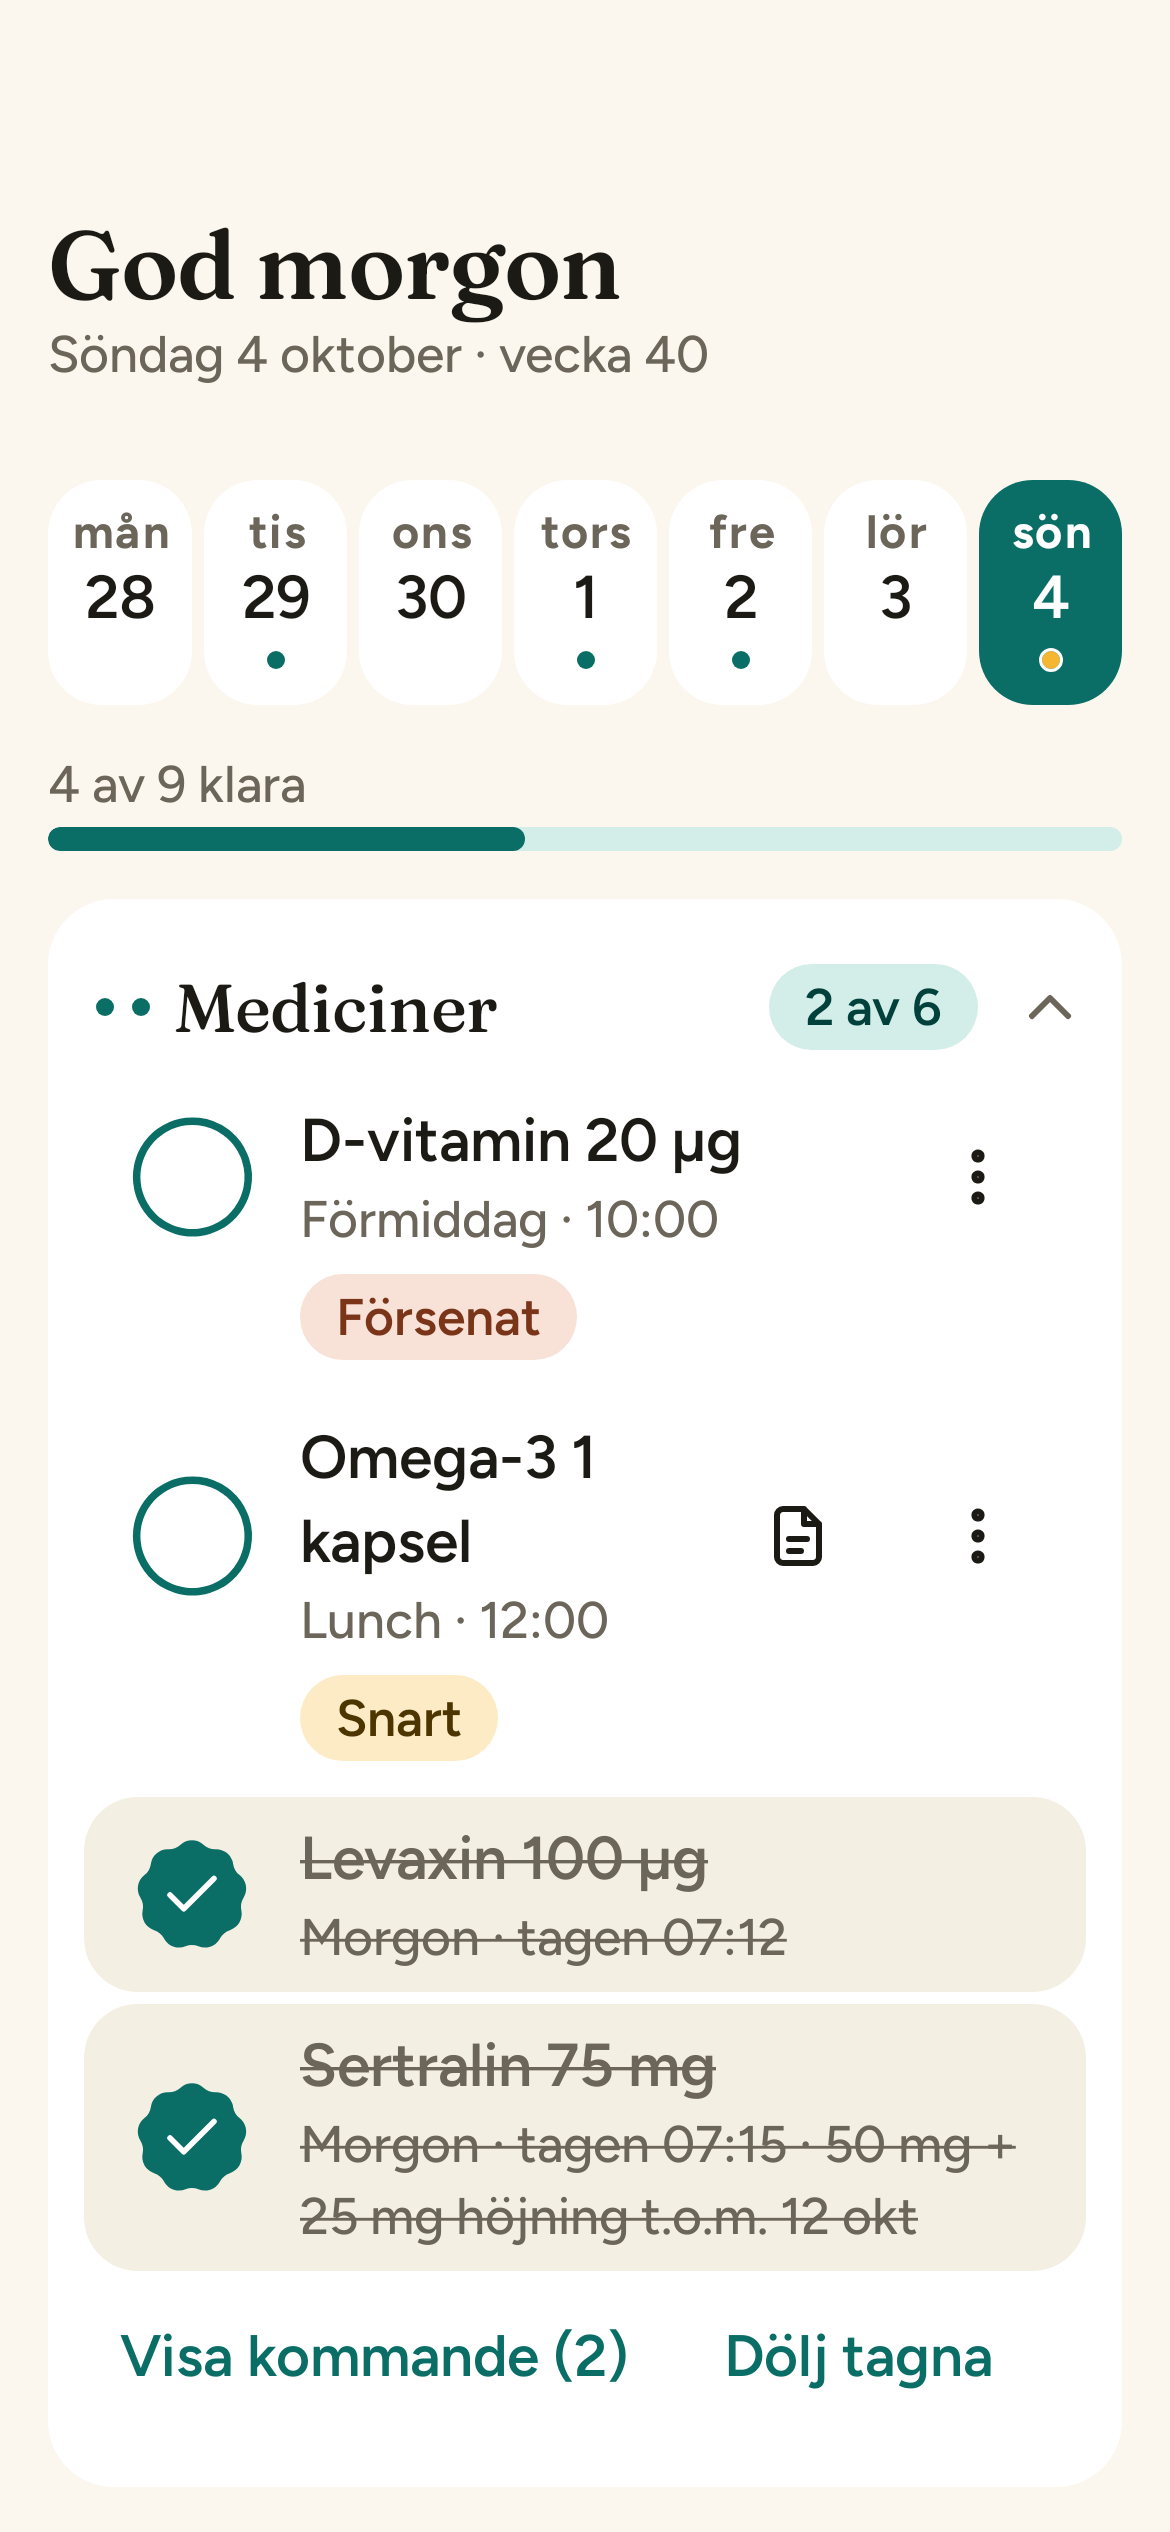 God morgon
Söndag 4 oktober · vecka 40
mån tis ons tors fre lör sön
28 29 30 1 2 3 4
4 av 9 klara
Mediciner 2 av 6
D-vitamin 20 µg
Förmiddag · 10:00
Försenat
Omega-3 1
kapsel
Lunch · 12:00
Snart
Levaxin 100 µg
Morgon · tagen 07:12
Sertralin 75 mg
Morgon · tagen 07:15 · 50 mg +
25 mg höjning t.o.m. 12 okt
Visa kommande (2) Dölj tagna